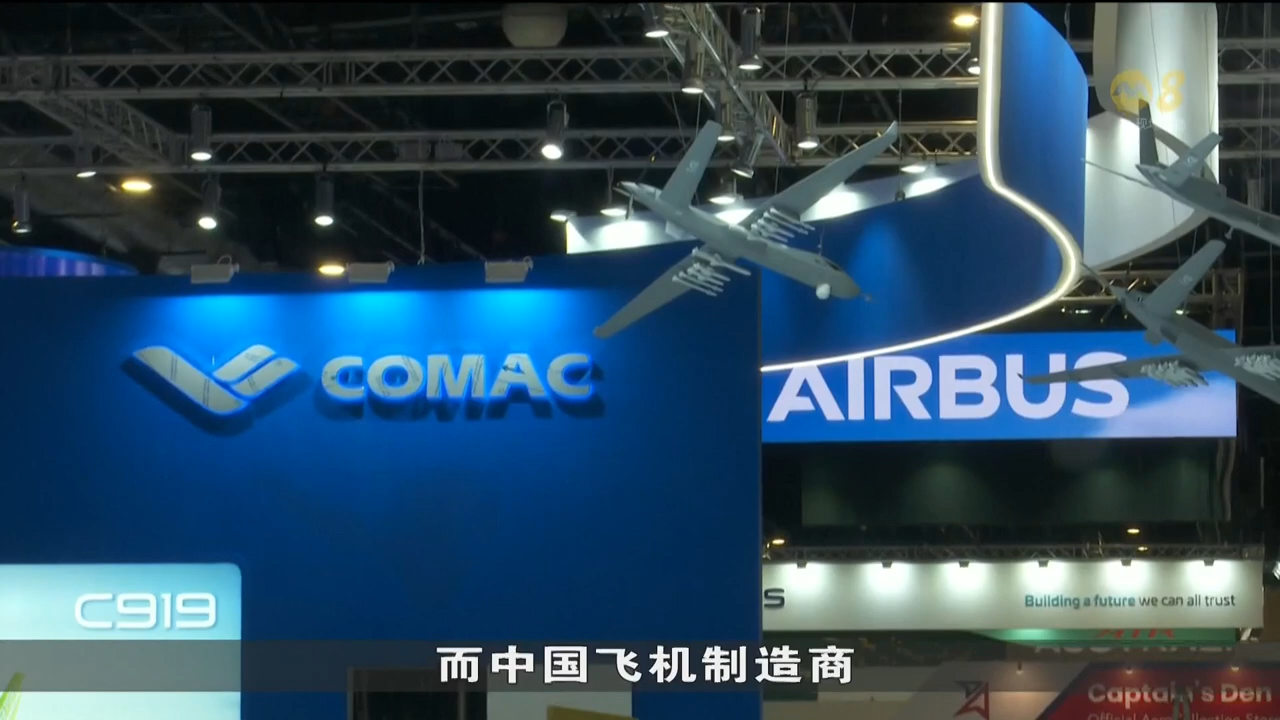 8
COMAC
AIRBUS
C919
S
Building a future we can all trust
而中国飞机制造商
Captain's Den